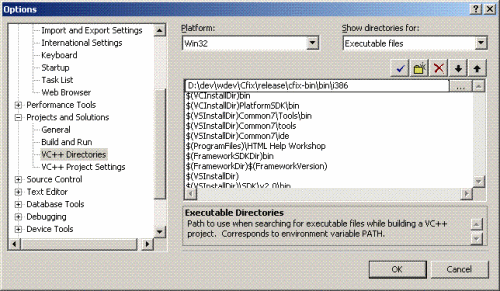 Options
Import and Export Settings
International Settings
Keyboard
Startup
Task List
Web Browser
Performance Tools
Projects and Solutions
General
Build and Run
VC++ Directories
VC++ Project Settings
Source Control
Text Editor
Database Tools
Debugging
Device Tools
Platform:
Win32
Show directories for:
Executable files
D:\dev\wdev\Cfix\release\cfix-bin\bin\i386
...
$(VCInstallDir)bin
$(VCInstallDir)PlatformSDK\bin
$(VSInstallDir)Common7\Tools\bin
$(VSInstallDir)Common7\tools
$(VSInstallDir)Common7\ide
$(ProgramFiles)\HTML Help Workshop
$(FrameworkSDKDir)bin
$(FrameworkDir)$(FrameworkVersion)
$(VSInstallDir)
$(VSInstallDir)\SDK\v2.0\bin
Executable Directories
Path to use when searching for executable files while building a VC++
project. Corresponds to environment variable PATH.
OK
Cancel